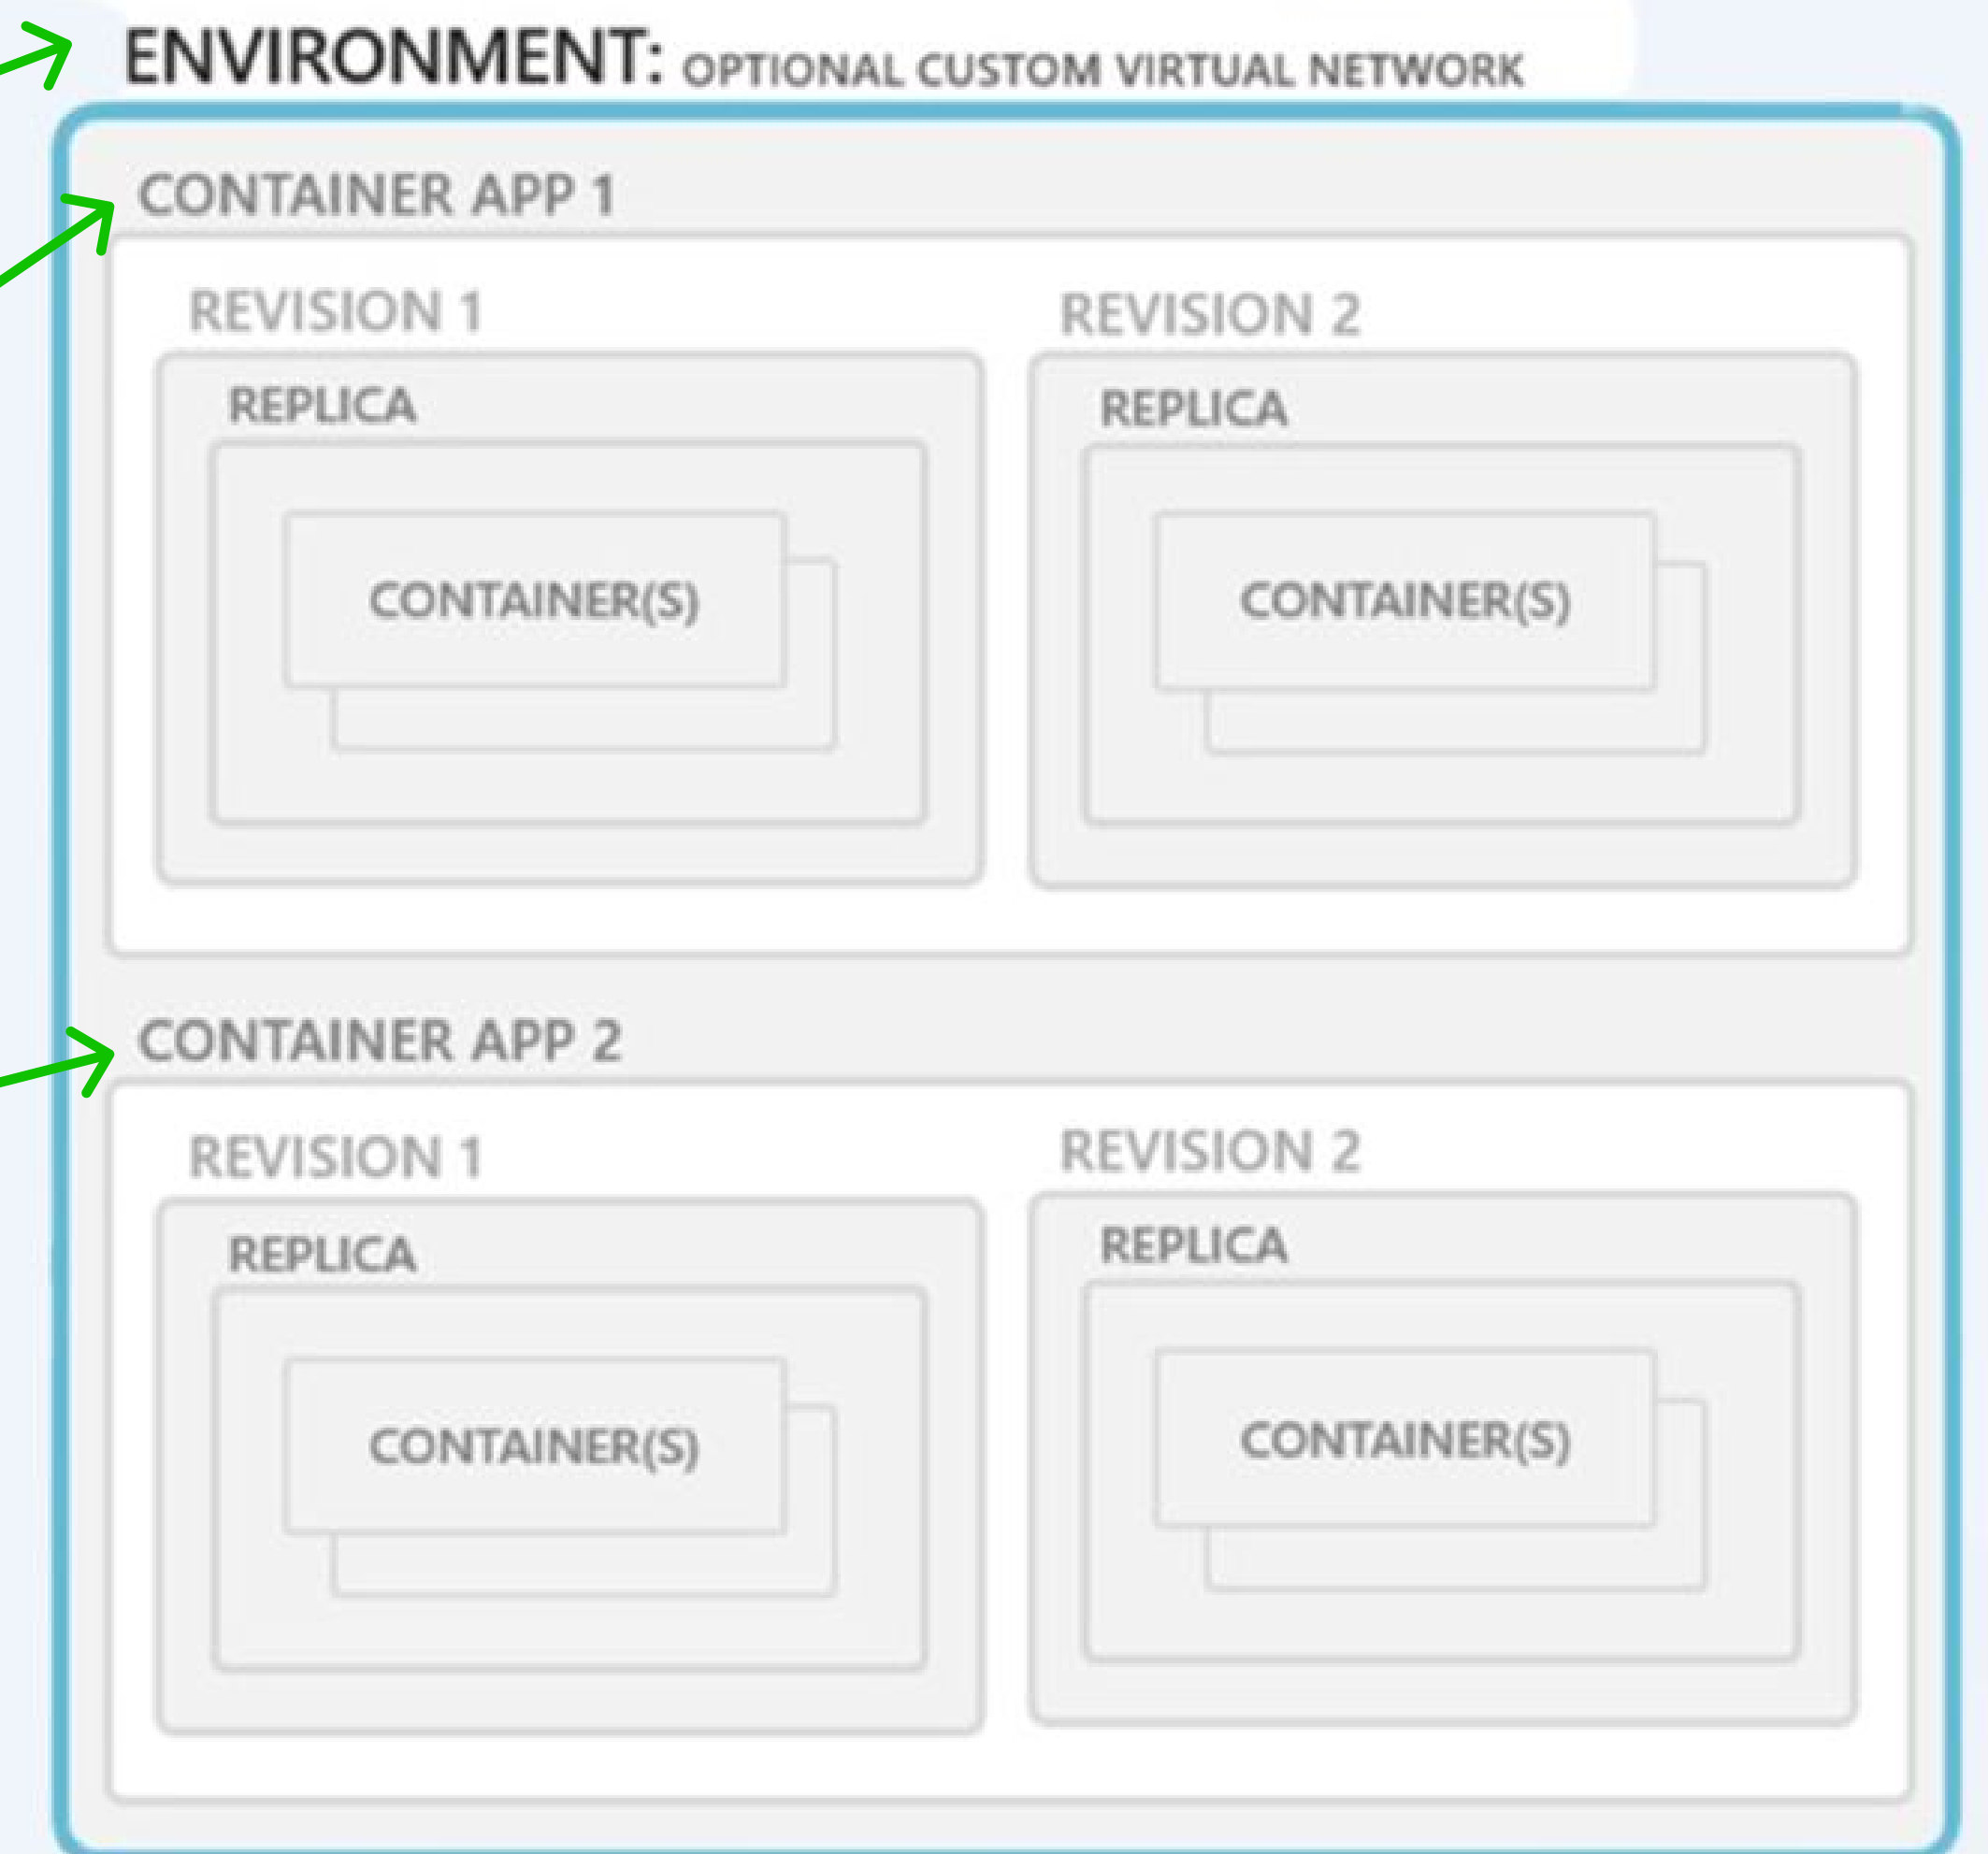 ENVIRONMENT: OPTIONAL CUSTOM VIRTUAL NETWORK
CONTAINER APP 1
REVISION 1
REPLICA
CONTAINER(S)
REVISION 2
REPLICA
CONTAINER(S)
CONTAINER APP 2
REVISION 1
REPLICA
CONTAINER(S)
REVISION 2
REPLICA
CONTAINER(S)